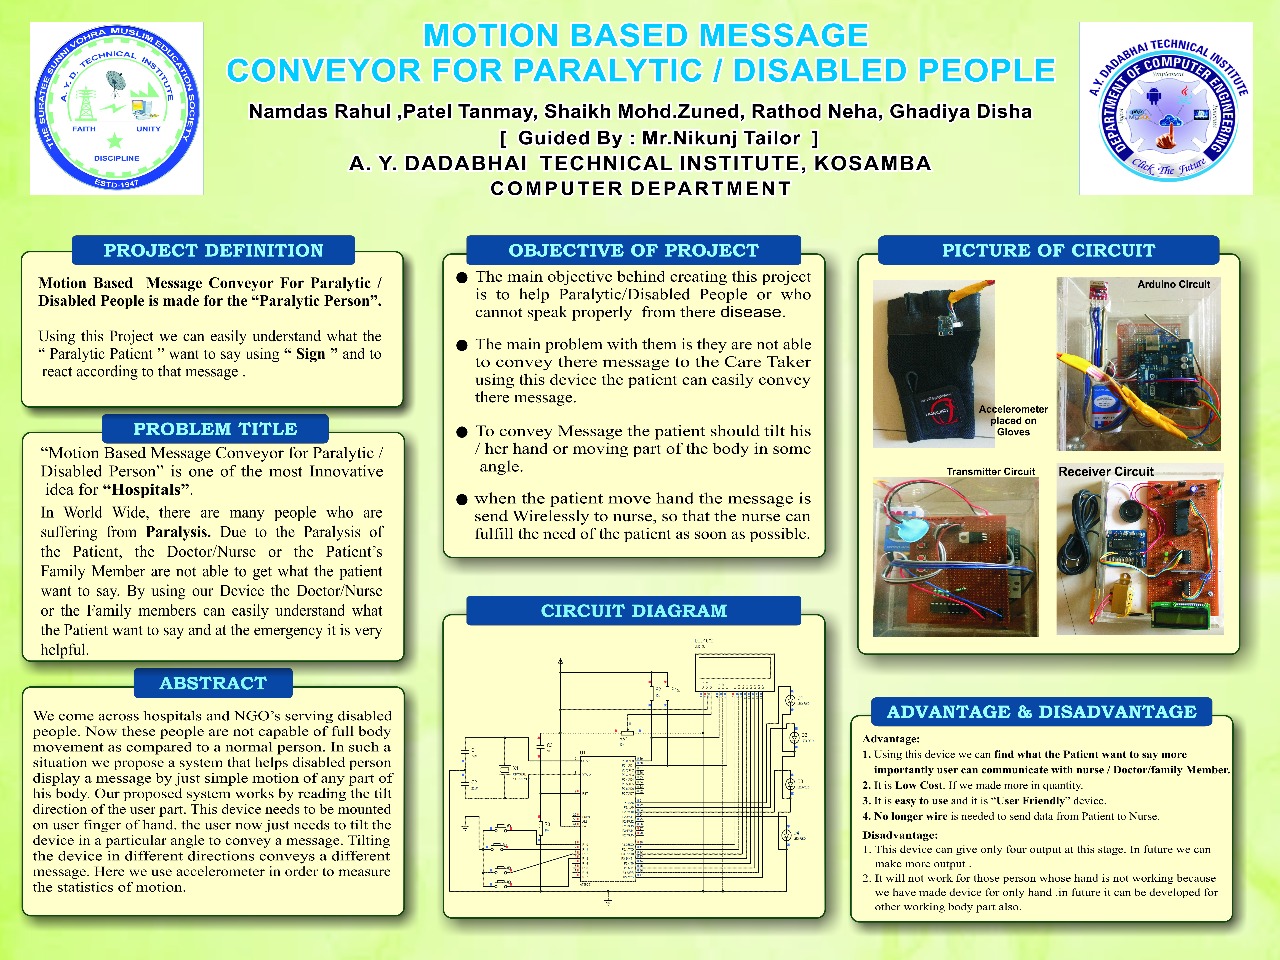 MOTION BASED MESSAGE
CONVEYOR FOR PARALYTIC / DISABLED PEOPLE
Namdas Rahul ,Patel Tanmay, Shaikh Mohd.Zuned, Rathod Neha, Ghadiya Disha
[ Guided By : Mr.Nikunj Tailor ]
A. Y. DADABHAI TECHNICAL INSTITUTE, KOSAMBA
COMPUTER DEPARTMENT
THE SURATEE SUNNI VOHRA MUSLIM EDUCATION SOCIETY
A. Y. D. TECHNICAL INSTITUTE
FAITH UNITY
DISCIPLINE
ESTD-1947
A.Y. DADABHAI TECHNICAL INSTITUTE
DEPARTMENT OF COMPUTER ENGINEERING
Click The Future
PROJECT DEFINITION
Motion Based Message Conveyor For Paralytic /
Disabled People is made for the “Paralytic Person”.
Using this Project we can easily understand what the
“ Paralytic Patient ” want to say using “ Sign ” and to
react according to that message .
PROBLEM TITLE
“Motion Based Message Conveyor for Paralytic /
Disabled Person” is one of the most Innovative
idea for “Hospitals”.
In World Wide, there are many people who are
suffering from Paralysis. Due to the Paralysis of
the Patient, the Doctor/Nurse or the Patient’s
Family Member are not able to get what the patient
want to say. By using our Device the Doctor/Nurse
or the Family members can easily understand what
the Patient want to say and at the emergency it is very
helpful.
ABSTRACT
We come across hospitals and NGO’s serving disabled
people. Now these people are not capable of full body
movement as compared to a normal person. In such a
situation we propose a system that helps disabled person
display a message by just simple motion of any part of
his body. Our proposed system works by reading the tilt
direction of the user part. This device needs to be mounted
on user finger of hand. the user now just needs to tilt the
device in a particular angle to convey a message. Tilting
the device in different directions conveys a different
message. Here we use accelerometer in order to measure
the statistics of motion.
OBJECTIVE OF PROJECT
● The main objective behind creating this project
is to help Paralytic/Disabled People or who
cannot speak properly from there disease.
● The main problem with them is they are not able
to convey there message to the Care Taker
using this device the patient can easily convey
there message.
● To convey Message the patient should tilt his
/ her hand or moving part of the body in some
angle.
● when the patient move hand the message is
send Wirelessly to nurse, so that the nurse can
fulfill the need of the patient as soon as possible.
CIRCUIT DIAGRAM
PICTURE OF CIRCUIT
Arduino Circuit
Accelerometer
placed on
Gloves
Transmitter Circuit
Receiver Circuit
ADVANTAGE & DISADVANTAGE
Advantage:
1. Using this device we can find what the Patient want to say more
importantly user can communicate with nurse / Doctor/family Member.
2. It is Low Cost. If we made more in quantity.
3. It is easy to use and it is “User Friendly” device.
4. No longer wire is needed to send data from Patient to Nurse.
Disadvantage:
1. This device can give only four output at this stage. In future we can
make more output .
2. It will not work for those person whose hand is not working because
we have made device for only hand .in future it can be developed for
other working body part also.